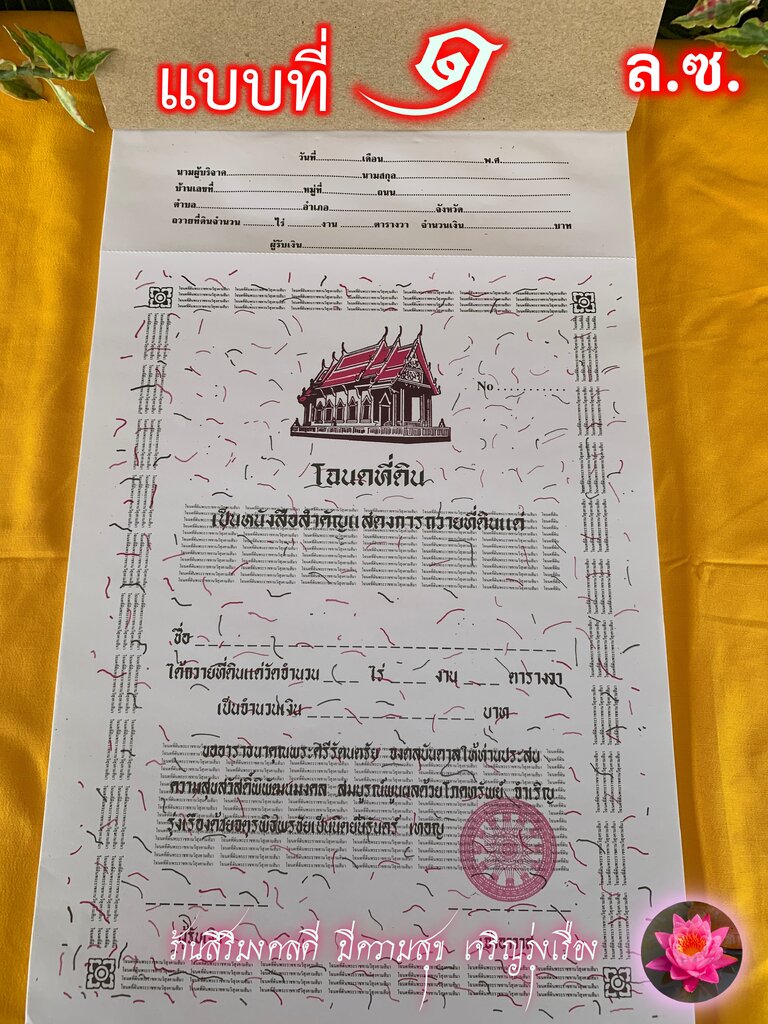 แบบที่ ๑
ล.ซ.
วันที่..................เดือน..................................พ.ศ...........................
นามผู้บริจาด..............................................นามสกุล............................................................
บ้านเลขที่..............................หมู่ที่..................ถนน............................................................
ตำบล....................................อำเภอ....................................จังหวัด....................................
ถวายที่ดินจำนวน ............ไร่ ............งาน ............ตารางวา จำนวนเงิน..............................บาท
ผู้รับเงิน............................................................
No............
โฉนดที่ดิน
เป็นหนังสือสำคัญแสดงการถวายที่ดินแด่
ชื่อ
ได้ถวายที่ดินแด่วัดจำนวน _ _ ไร่ _ _ งาน _ _ ตารางวา
เป็นจำนวนเงิน _ _ _ _ _ _ _ บาท
ขออาราธนาคุณพระศรีรัตนตรัย จงดลบันดาลให้ท่านประสบ
ความสุขสวัสดิ์พิพัฒน์มงคล สมบูรณ์พูนผลด้วยโภคทรัพย์ จำเริญ
รุ่งเรืองด้วยจตุรพิธพรชัยเป็นนิตย์นิรันดร์ เทอญ
ร้านสิริมงคลดี มีความสุข เจริญรุ่งเรือง